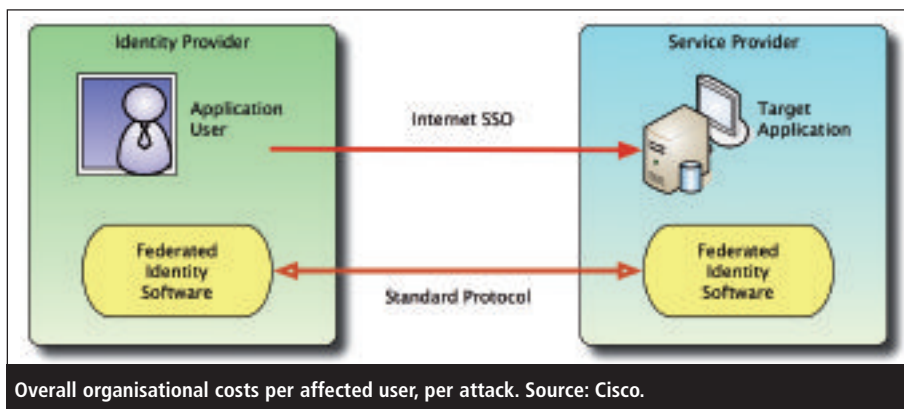 Identity Provider
Application
User
Federated
Identity
Software
Internet SSO
Standard Protocol
Service Provider
Target
Application
Federated
Identity
Software
Overall organisational costs per affected user, per attack. Source: Cisco.